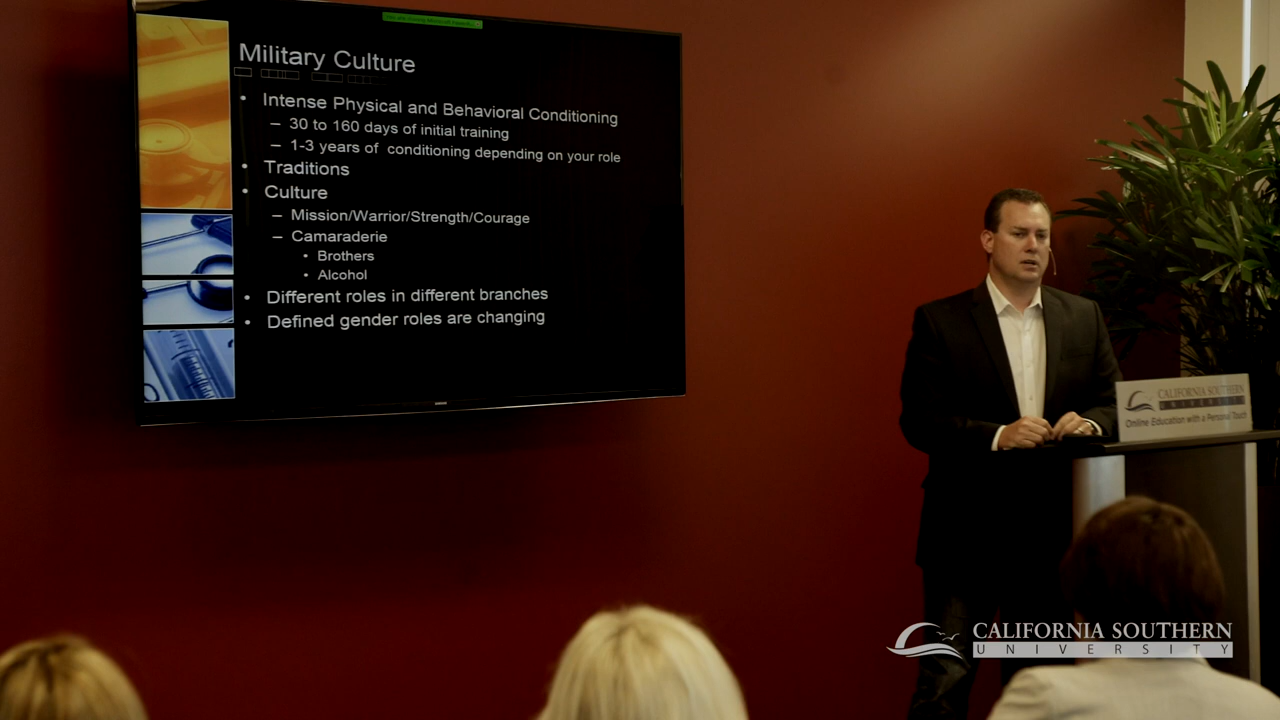 Military Culture
• Intense Physical and Behavioral Conditioning
– 30 to 160 days of initial training
– 1-3 years of conditioning depending on your role
• Traditions
• Culture
– Mission/Warrior/Strength/Courage
– Camaraderie
• Brothers
• Alcohol
• Different roles in different branches
• Defined gender roles are changing
CALIFORNIA SOUTHERN
UNIVERSITY
Online Education with a Personal Touch
CALIFORNIA SOUTHERN
UNIVERSITY